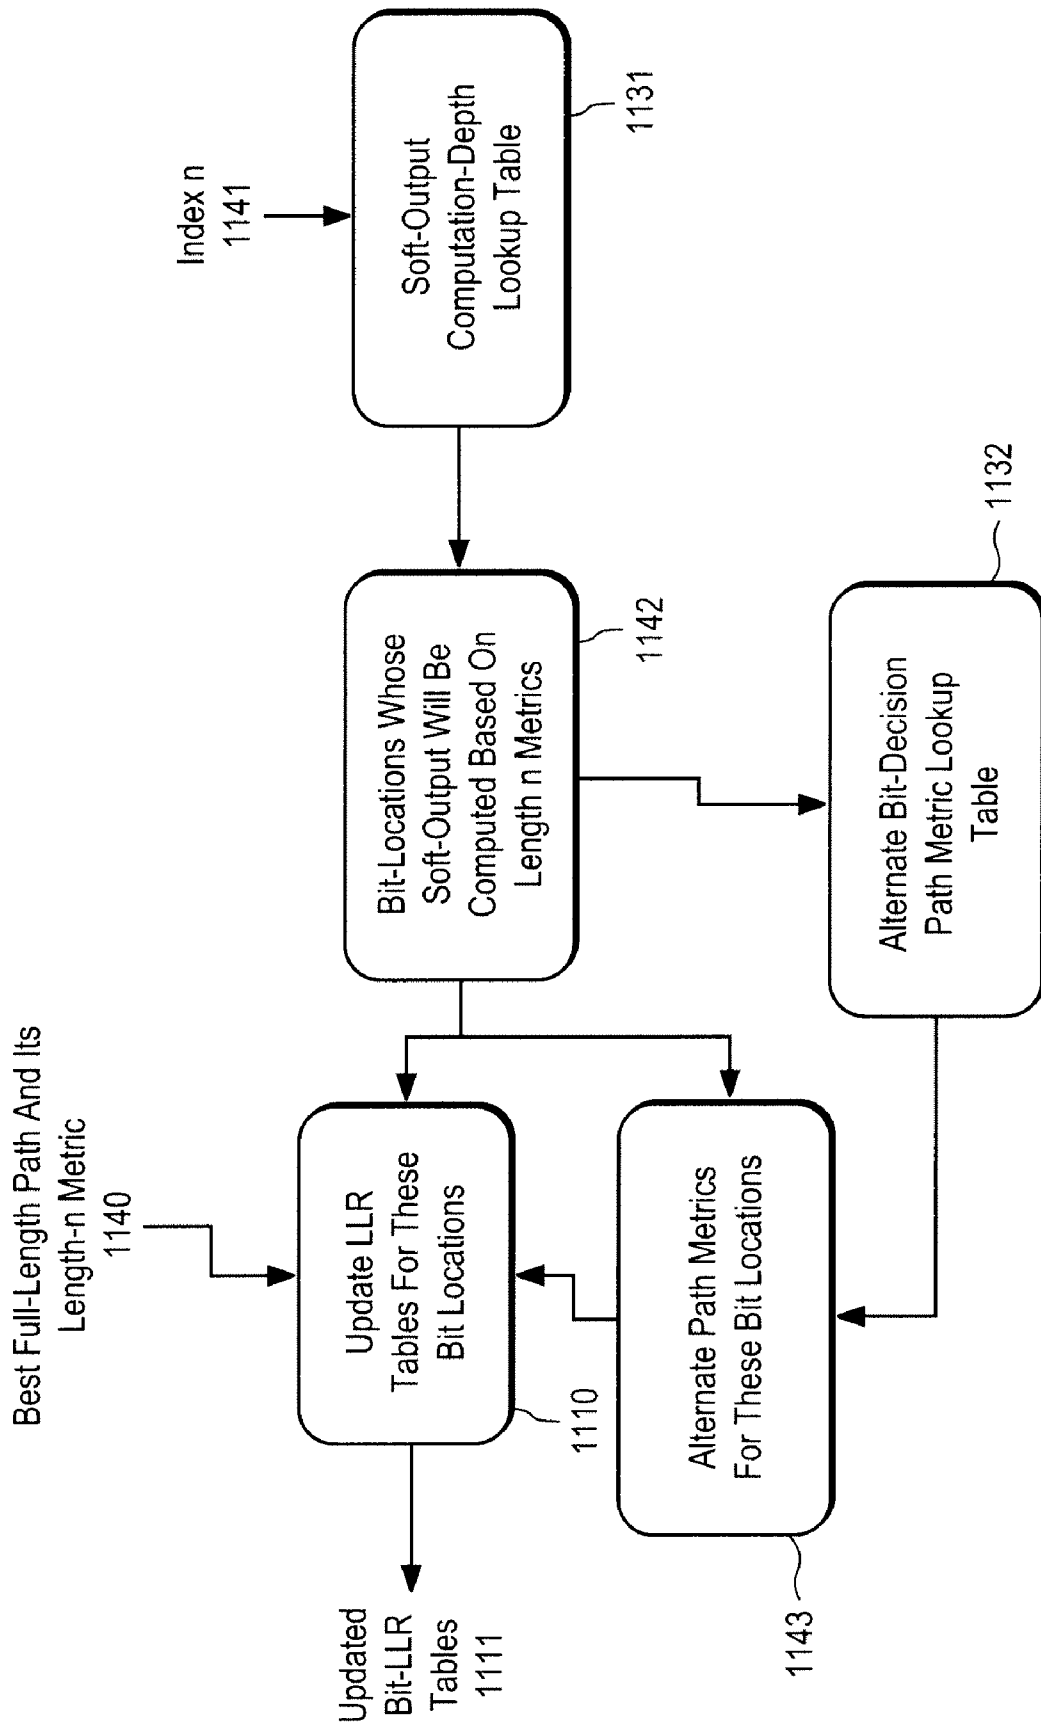 Best Full-Length Path And Its
Length-n Metric
1140
Index n
1141
Updated
Bit-LLR
Tables
1111
Update LLR
Tables For These
Bit Locations
1110
Bit-Locations Whose
Soft-Output Will Be
Computed Based On
Length n Metrics
1142
Soft-Output
Computation-Depth
Lookup Table
1131
Alternate Path Metrics
For These Bit Locations
1143
Alternate Bit-Decision
Path Metric Lookup
Table
1132